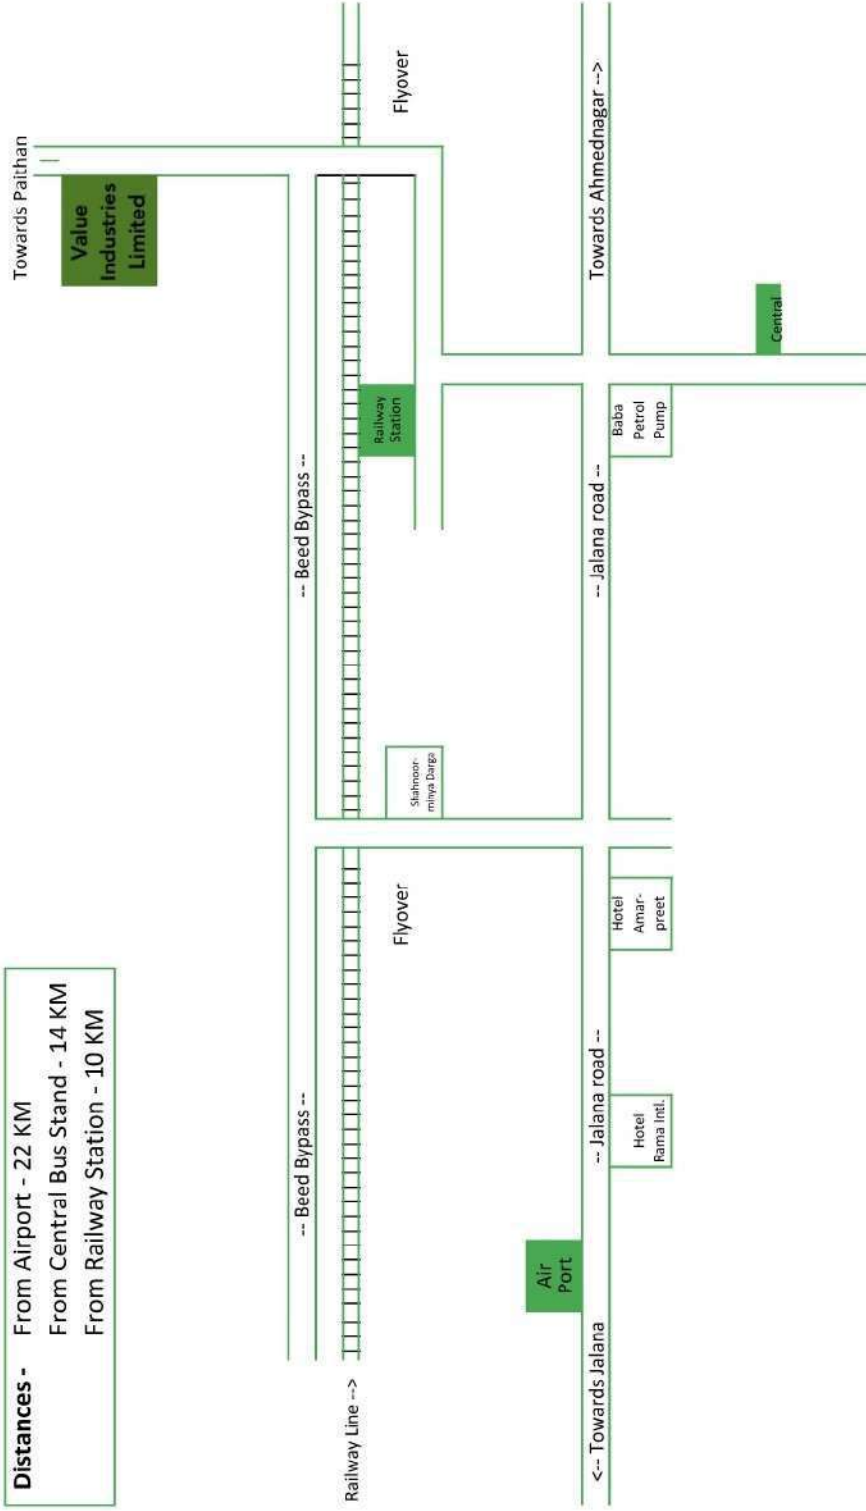 Distances - From Airport - 22 KM
From Central Bus Stand - 14 KM
From Railway Station - 10 KM
Towards Paithan
Value
Industries
Limited
-- Beed Bypass --
-- Beed Bypass --
Railway Line -->
Flyover
Flyover
Railway
Station
Shahnoor-
minya Darga
Air
Port
<-- Towards Jalana
-- Jalana road --
-- Jalana road --
Towards Ahmednagar -->
Hotel
Rama Intl.
Hotel
Amar-
preet
Baba
Petrol
Pump
Central